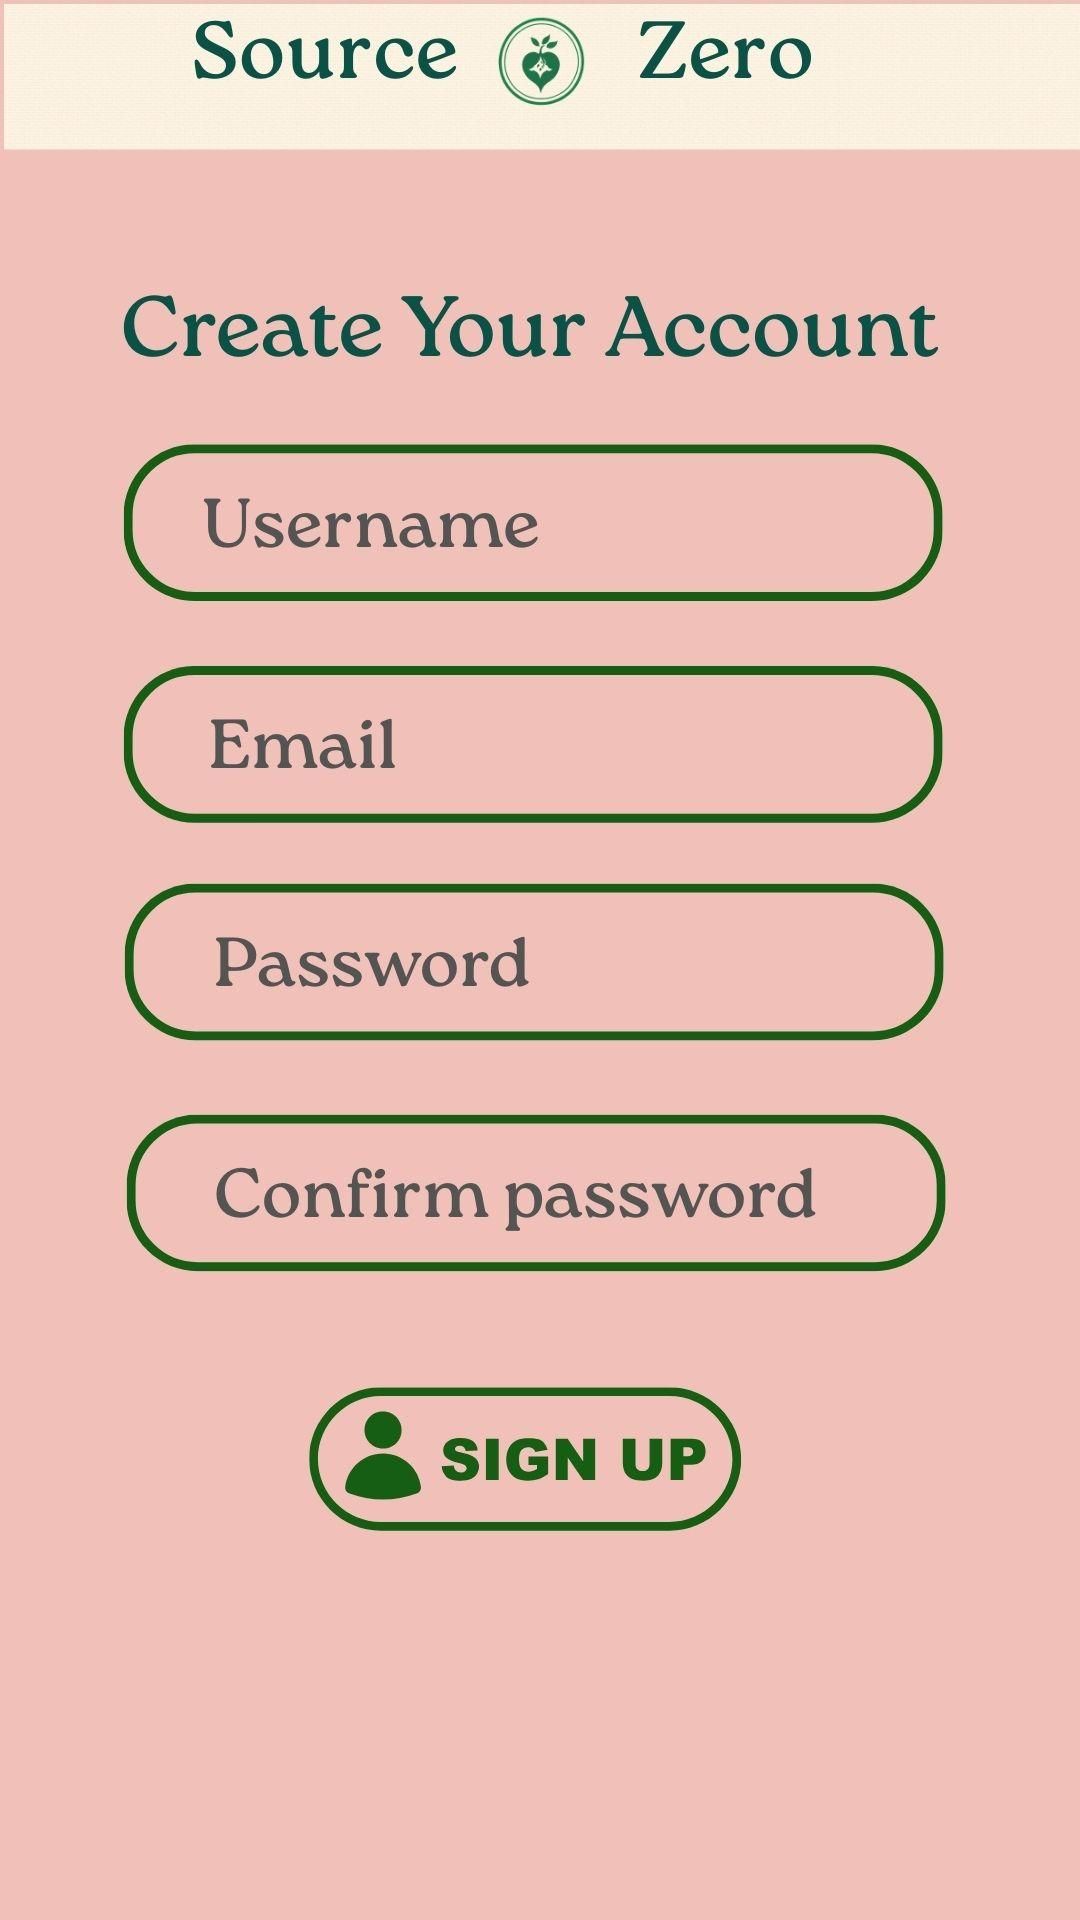 Source Zero
Create Your Account
Username
Email
Password
Confirm password
SIGN UP